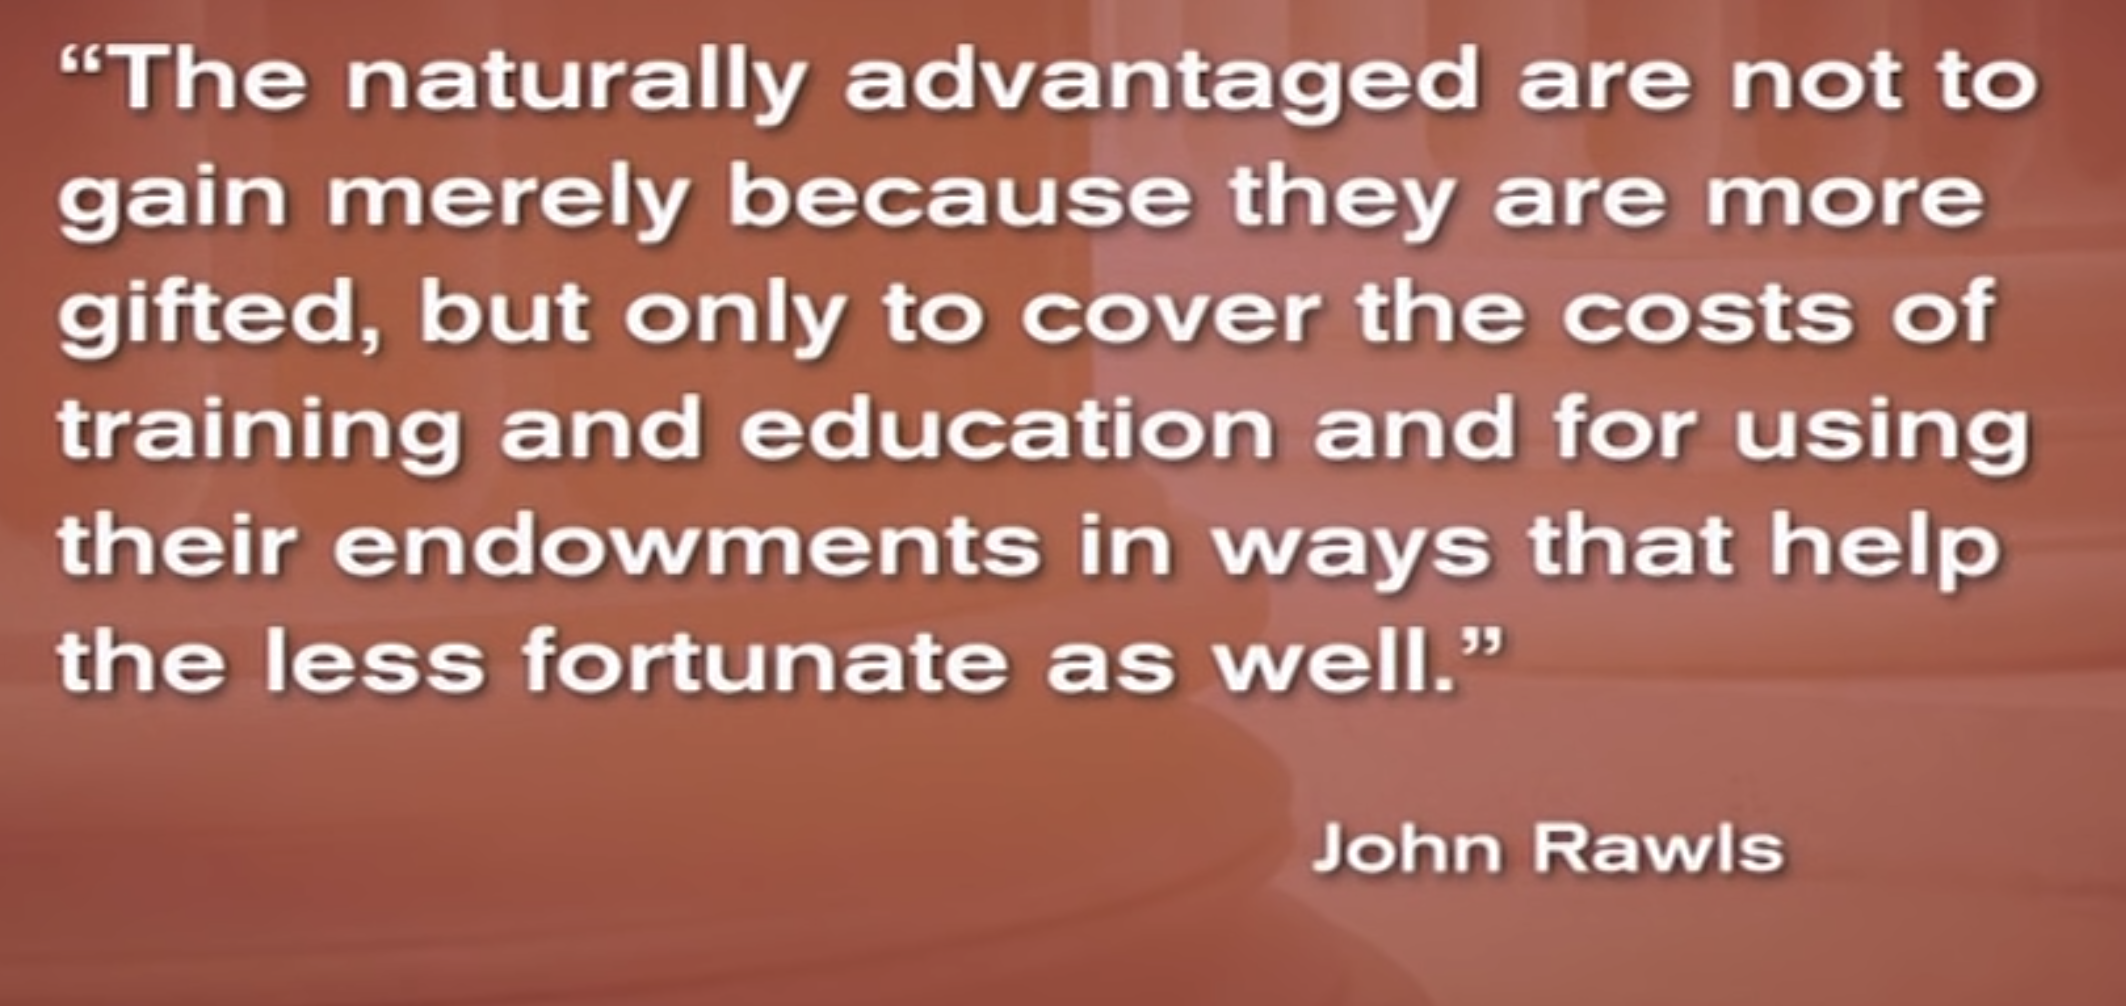 “The naturally advantaged are not to
gain merely because they are more
gifted, but only to cover the costs of
training and education and for using
their endowments in ways that help
the less fortunate as well.”
John Rawls